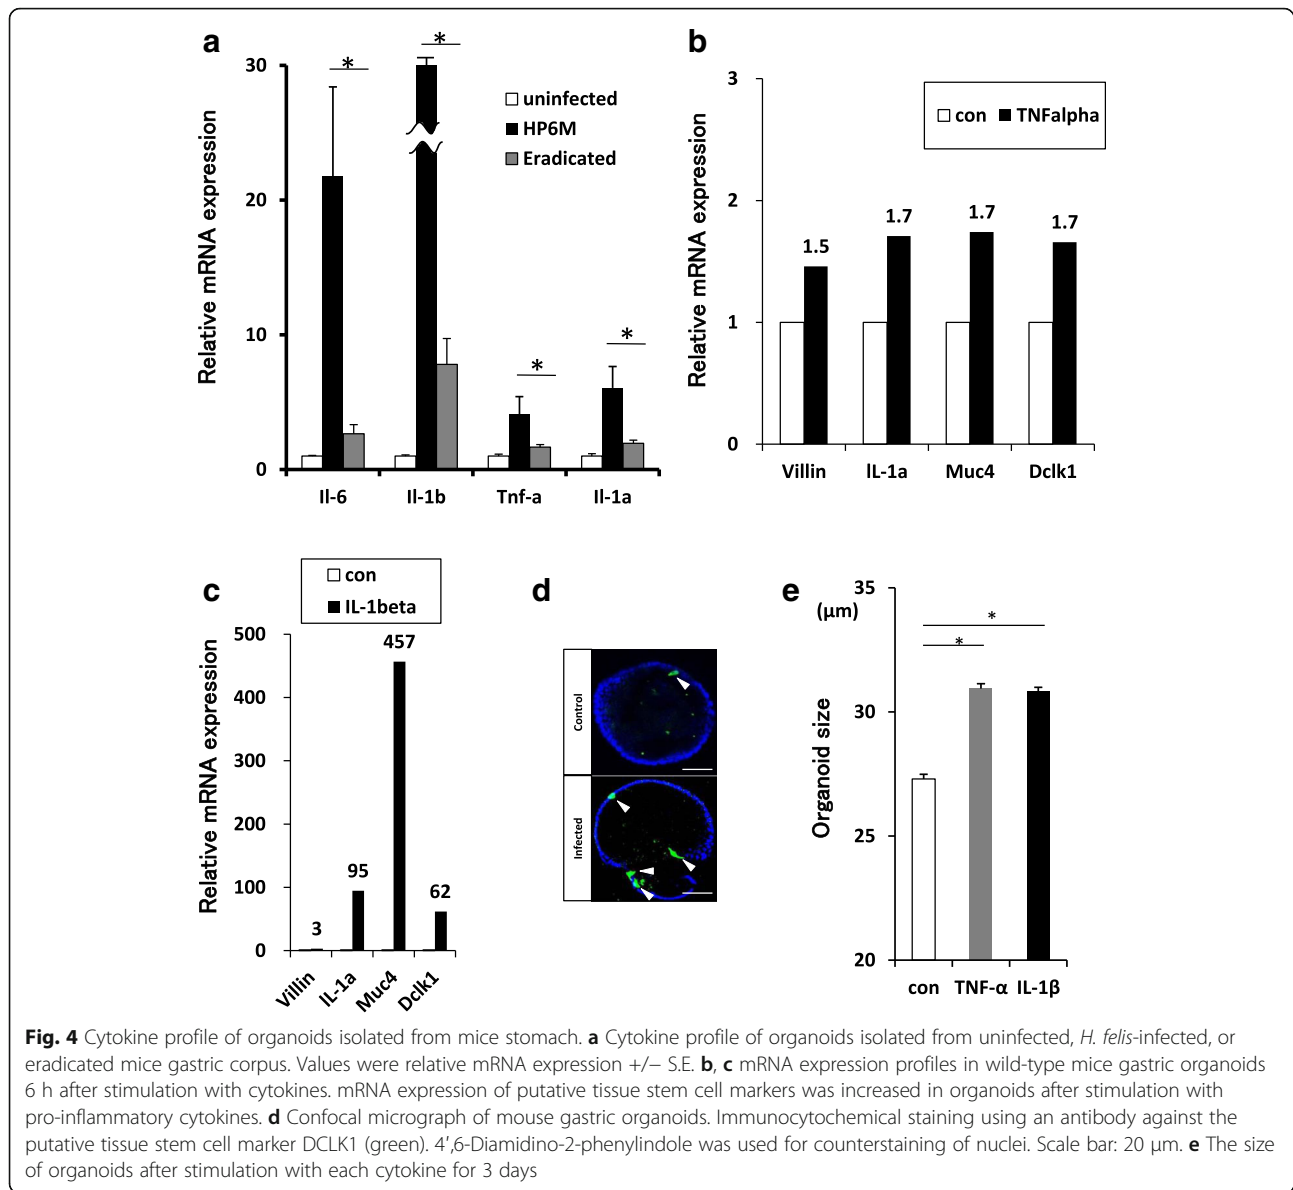 a
Relative mRNA expression
30
20
10
0
*
*
*
*
uninfected
HP6M
Eradicated
Il-6 Il-1b Tnf-a Il-1a
b
Relative mRNA expression
3
2
1
0
con TNFalpha
1.5 1.7 1.7 1.7
Villin IL-1a Muc4 Dclk1
c
con
IL-1beta
Relative mRNA expression
500
400
300
200
100
0
3 95 457 62
Villin IL-1a Muc4 Dclk1
d
Control
Infected
e
(µm)
Organoid size
35
30
25
20
*
*
con TNF-α IL-1β
Fig. 4 Cytokine profile of organoids isolated from mice stomach. a Cytokine profile of organoids isolated from uninfected, H. felis-infected, or
eradicated mice gastric corpus. Values were relative mRNA expression +/− S.E. b, c mRNA expression profiles in wild-type mice gastric organoids
6 h after stimulation with cytokines. mRNA expression of putative tissue stem cell markers was increased in organoids after stimulation with
pro-inflammatory cytokines. d Confocal micrograph of mouse gastric organoids. Immunocytochemical staining using an antibody against the
putative tissue stem cell marker DCLK1 (green). 4′,6-Diamidino-2-phenylindole was used for counterstaining of nuclei. Scale bar: 20 μm. e The size
of organoids after stimulation with each cytokine for 3 days